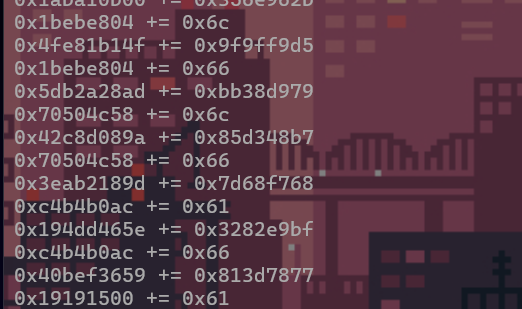 0x1bebe804 += 0x6c
0x4fe81b14f += 0x9f9ff9d5
0x1bebe804 += 0x66
0x5db2a28ad += 0xbb38d979
0x70504c58 += 0x6c
0x42c8d089a += 0x85d348b7
0x70504c58 += 0x66
0x3eab2189d += 0x7d68f768
0xc4b4b0ac += 0x61
0x194dd465e += 0x3282e9bf
0xc4b4b0ac += 0x66
0x40bef3659 += 0x813d7877
0x19191500 += 0x61